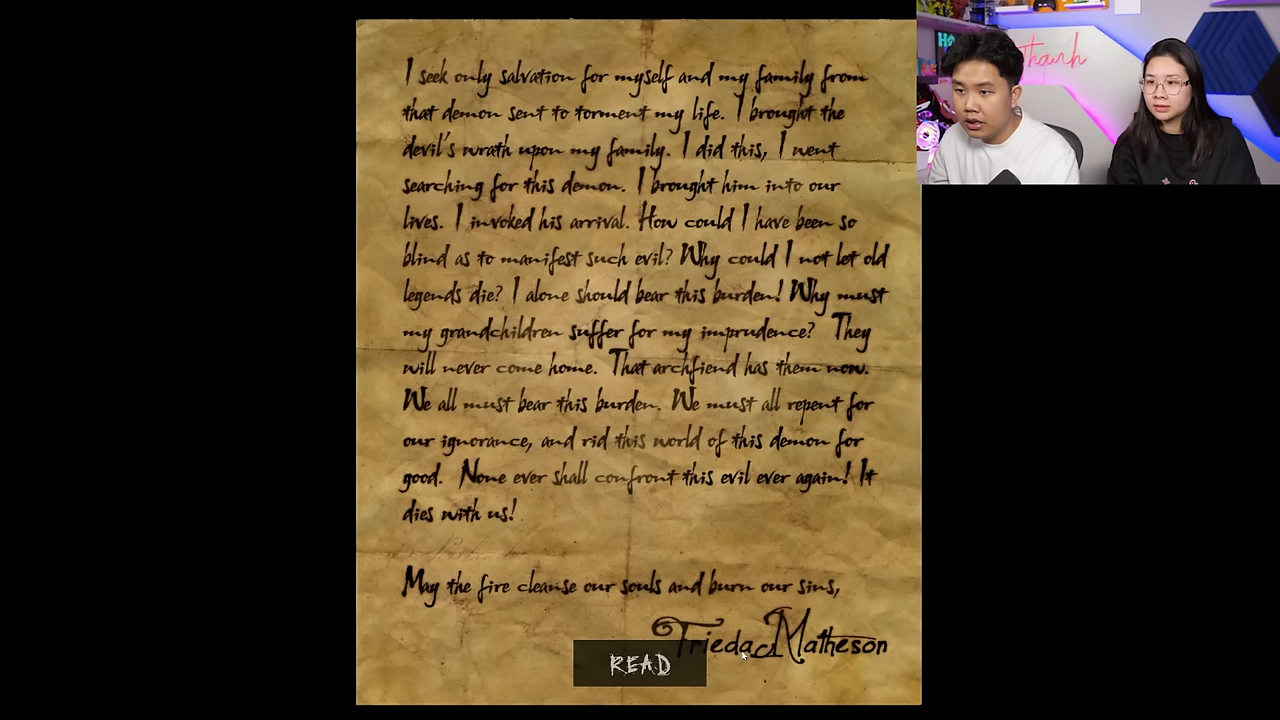 I seek only salvation for myself and my family from
that demon sent to torment my life. I brought the
devil's wrath upon my family. I did this, I went
searching for this demon. I brought him into our
lives. I invoked his arrival. How could I have been so
blind as to manifest such evil? Why could I not let old
legends die? I alone should bear this burden! Why must
my grandchildren suffer for my imprudence? They
will never come home. That archfiend has them now.
We all must bear this burden. We must all repent for
our ignorance, and rid this world of this demon for
good. None ever shall confront this evil ever again! It
dies with us!
May the fire cleanse our souls and burn our sins,
Frieda Matheson
READ
Thanh